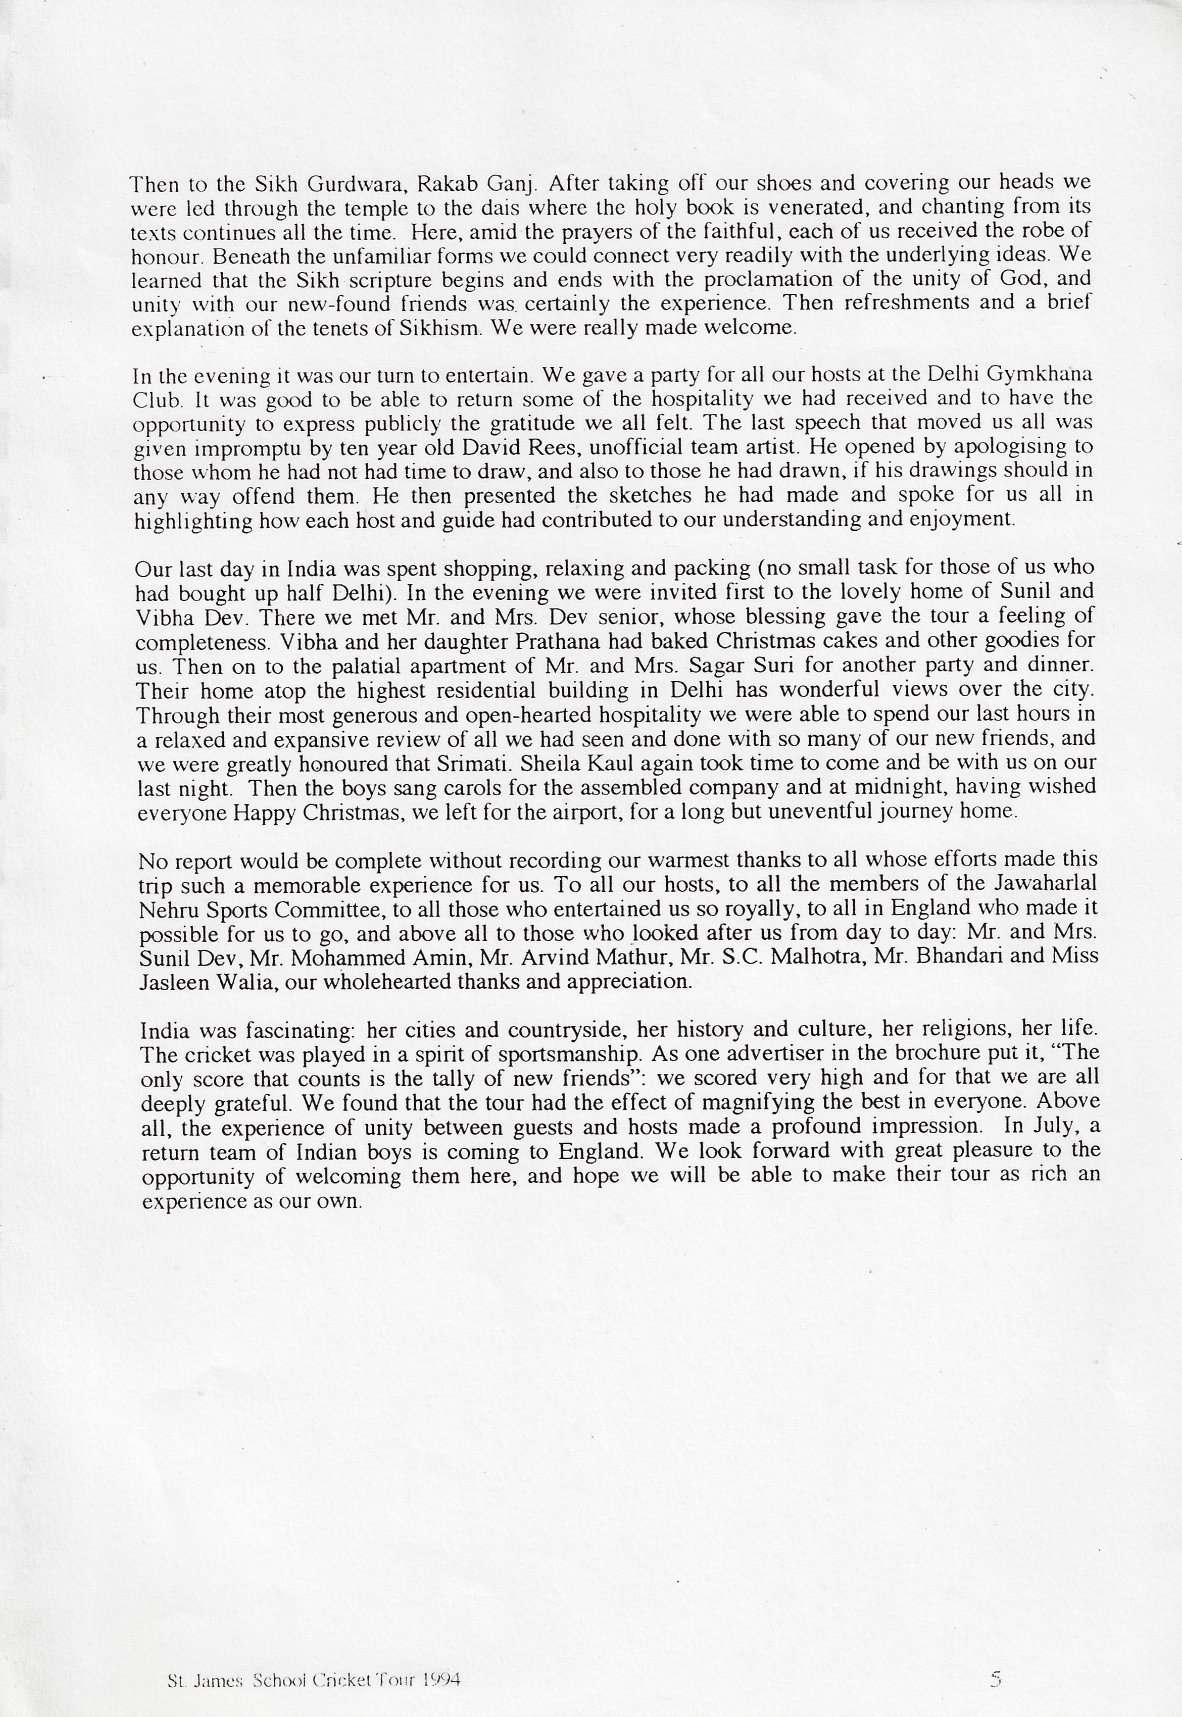 Then to the Sikh Gurdwara, Rakab Ganj. After taking off our shoes and covering our heads we
were led through the temple to the dais where the holy book is venerated, and chanting from its
texts continues all the time. Here, amid the prayers of the faithful, each of us received the robe of
honour. Beneath the unfamiliar forms we could connect very readily with the underlying ideas. We
learned that the Sikh scripture begins and ends with the proclamation of the unity of God, and
unity with our new-found friends was certainly the experience. Then refreshments and a brief
explanation of the tenets of Sikhism. We were really made welcome.

In the evening it was our turn to entertain. We gave a party for all our hosts at the Delhi Gymkhana
Club. It was good to be able to return some of the hospitality we had received and to have the
opportunity to express publicly the gratitude we all felt. The last speech that moved us all was
given impromptu by ten year old David Rees, unofficial team artist. He opened by apologising to
those whom he had not had time to draw, and also to those he had drawn, if his drawings should in
any way offend them. He then presented the sketches he had made and spoke for us all in
highlighting how each host and guide had contributed to our understanding and enjoyment.

Our last day in India was spent shopping, relaxing and packing (no small task for those of us who
had bought up half Delhi). In the evening we were invited first to the lovely home of Sunil and
Vibha Dev. There we met Mr. and Mrs. Dev senior, whose blessing gave the tour a feeling of
completeness. Vibha and her daughter Prathana had baked Christmas cakes and other goodies for
us. Then on to the palatial apartment of Mr. and Mrs. Sagar Suri for another party and dinner.
Their home atop the highest residential building in Delhi has wonderful views over the city.
Through their most generous and open-hearted hospitality we were able to spend our last hours in
a relaxed and expansive review of all we had seen and done with so many of our new friends, and
we were greatly honoured that Srimati. Sheila Kaul again took time to come and be with us on our
last night. Then the boys sang carols for the assembled company and at midnight, having wished
everyone Happy Christmas, we left for the airport, for a long but uneventful journey home.

No report would be complete without recording our warmest thanks to all whose efforts made this
trip such a memorable experience for us. To all our hosts, to all the members of the Jawaharlal
Nehru Sports Committee, to all those who entertained us so royally, to all in England who made it
possible for us to go, and above all to those who looked after us from day to day: Mr. and Mrs.
Sunil Dev, Mr. Mohammed Amin, Mr. Arvind Mathur, Mr. S.C. Malhotra, Mr. Bhandari and Miss
Jasleen Walia, our wholehearted thanks and appreciation.

India was fascinating: her cities and countryside, her history and culture, her religions, her life.
The cricket was played in a spirit of sportsmanship. As one advertiser in the brochure put it, “The
only score that counts is the tally of new friends”: we scored very high and for that we are all
deeply grateful. We found that the tour had the effect of magnifying the best in everyone. Above
all, the experience of unity between guests and hosts made a profound impression. In July, a
return team of Indian boys is coming to England. We look forward with great pleasure to the
opportunity of welcoming them here, and hope we will be able to make their tour as rich an
experience as our own.

St. James School Cricket Tour 1994 5